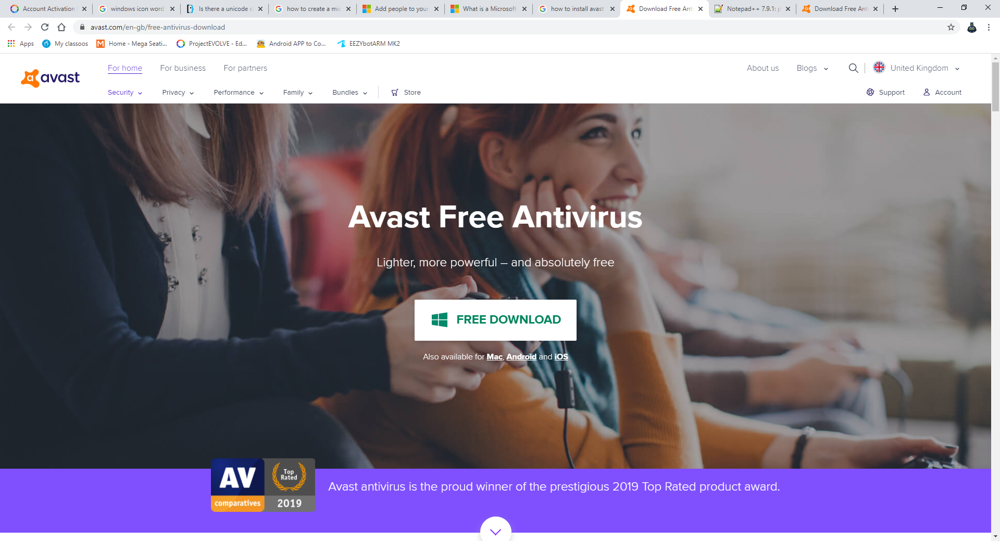 Account Activation
windows icon word
Is there a unicode c
how to create a mic
Add people to your
What is a Microsoft
how to install avast
Download Free Ant
Notepad++ 7.9.1: p
Download Free Ant
avast.com/en-gb/free-antivirus-download
Apps
My classoos
Home - Mega Seati...
ProjectEVOLVE - Ed...
Android APP to Co...
EEZYbotARM MK2
avast
For home
For business
For partners
About us
Blogs
United Kingdom
Security
Privacy
Performance
Family
Bundles
Store
Support
Account
Avast Free Antivirus
Lighter, more powerful – and absolutely free
FREE DOWNLOAD
Also available for Mac, Android and iOS
AV
comparatives
Top
Rated
2019
Avast antivirus is the proud winner of the prestigious 2019 Top Rated product award.